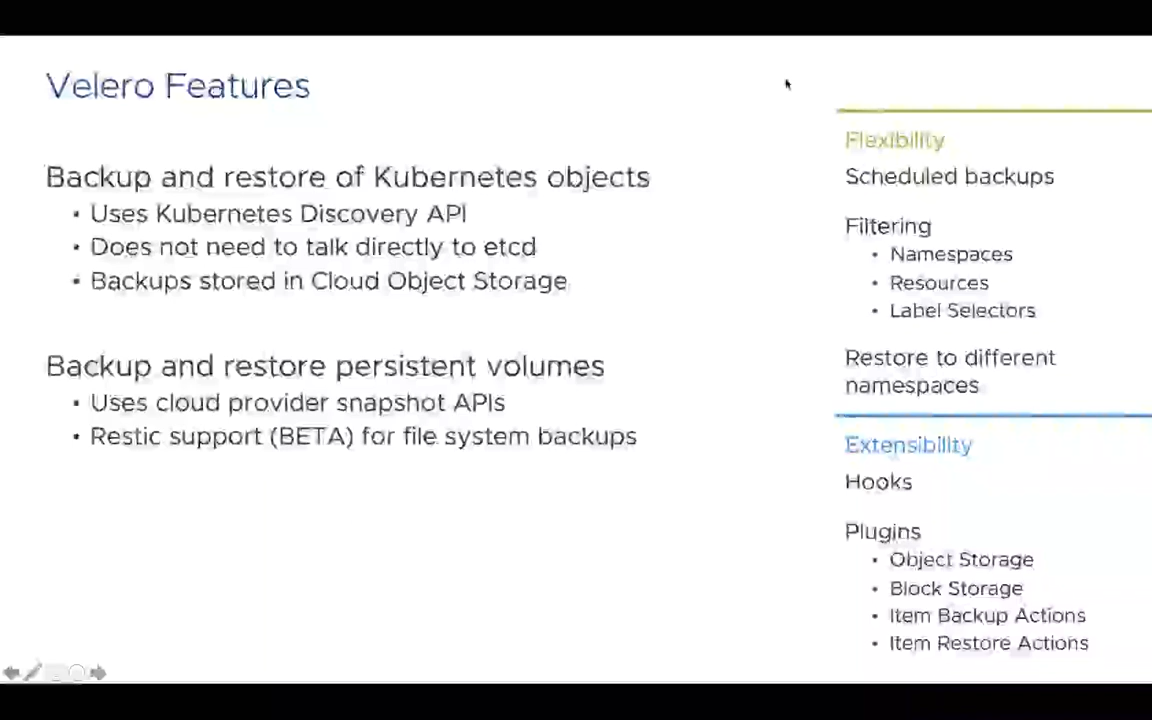 Velero Features
Backup and restore of Kubernetes objects
• Uses Kubernetes Discovery API
• Does not need to talk directly to etcd
• Backups stored in Cloud Object Storage
Backup and restore persistent volumes
• Uses cloud provider snapshot APIs
• Restic support (BETA) for file system backups
Flexibility
Scheduled backups
Filtering
• Namespaces
• Resources
• Label Selectors
Restore to different
namespaces
Extensibility
Hooks
Plugins
• Object Storage
• Block Storage
• Item Backup Actions
• Item Restore Actions